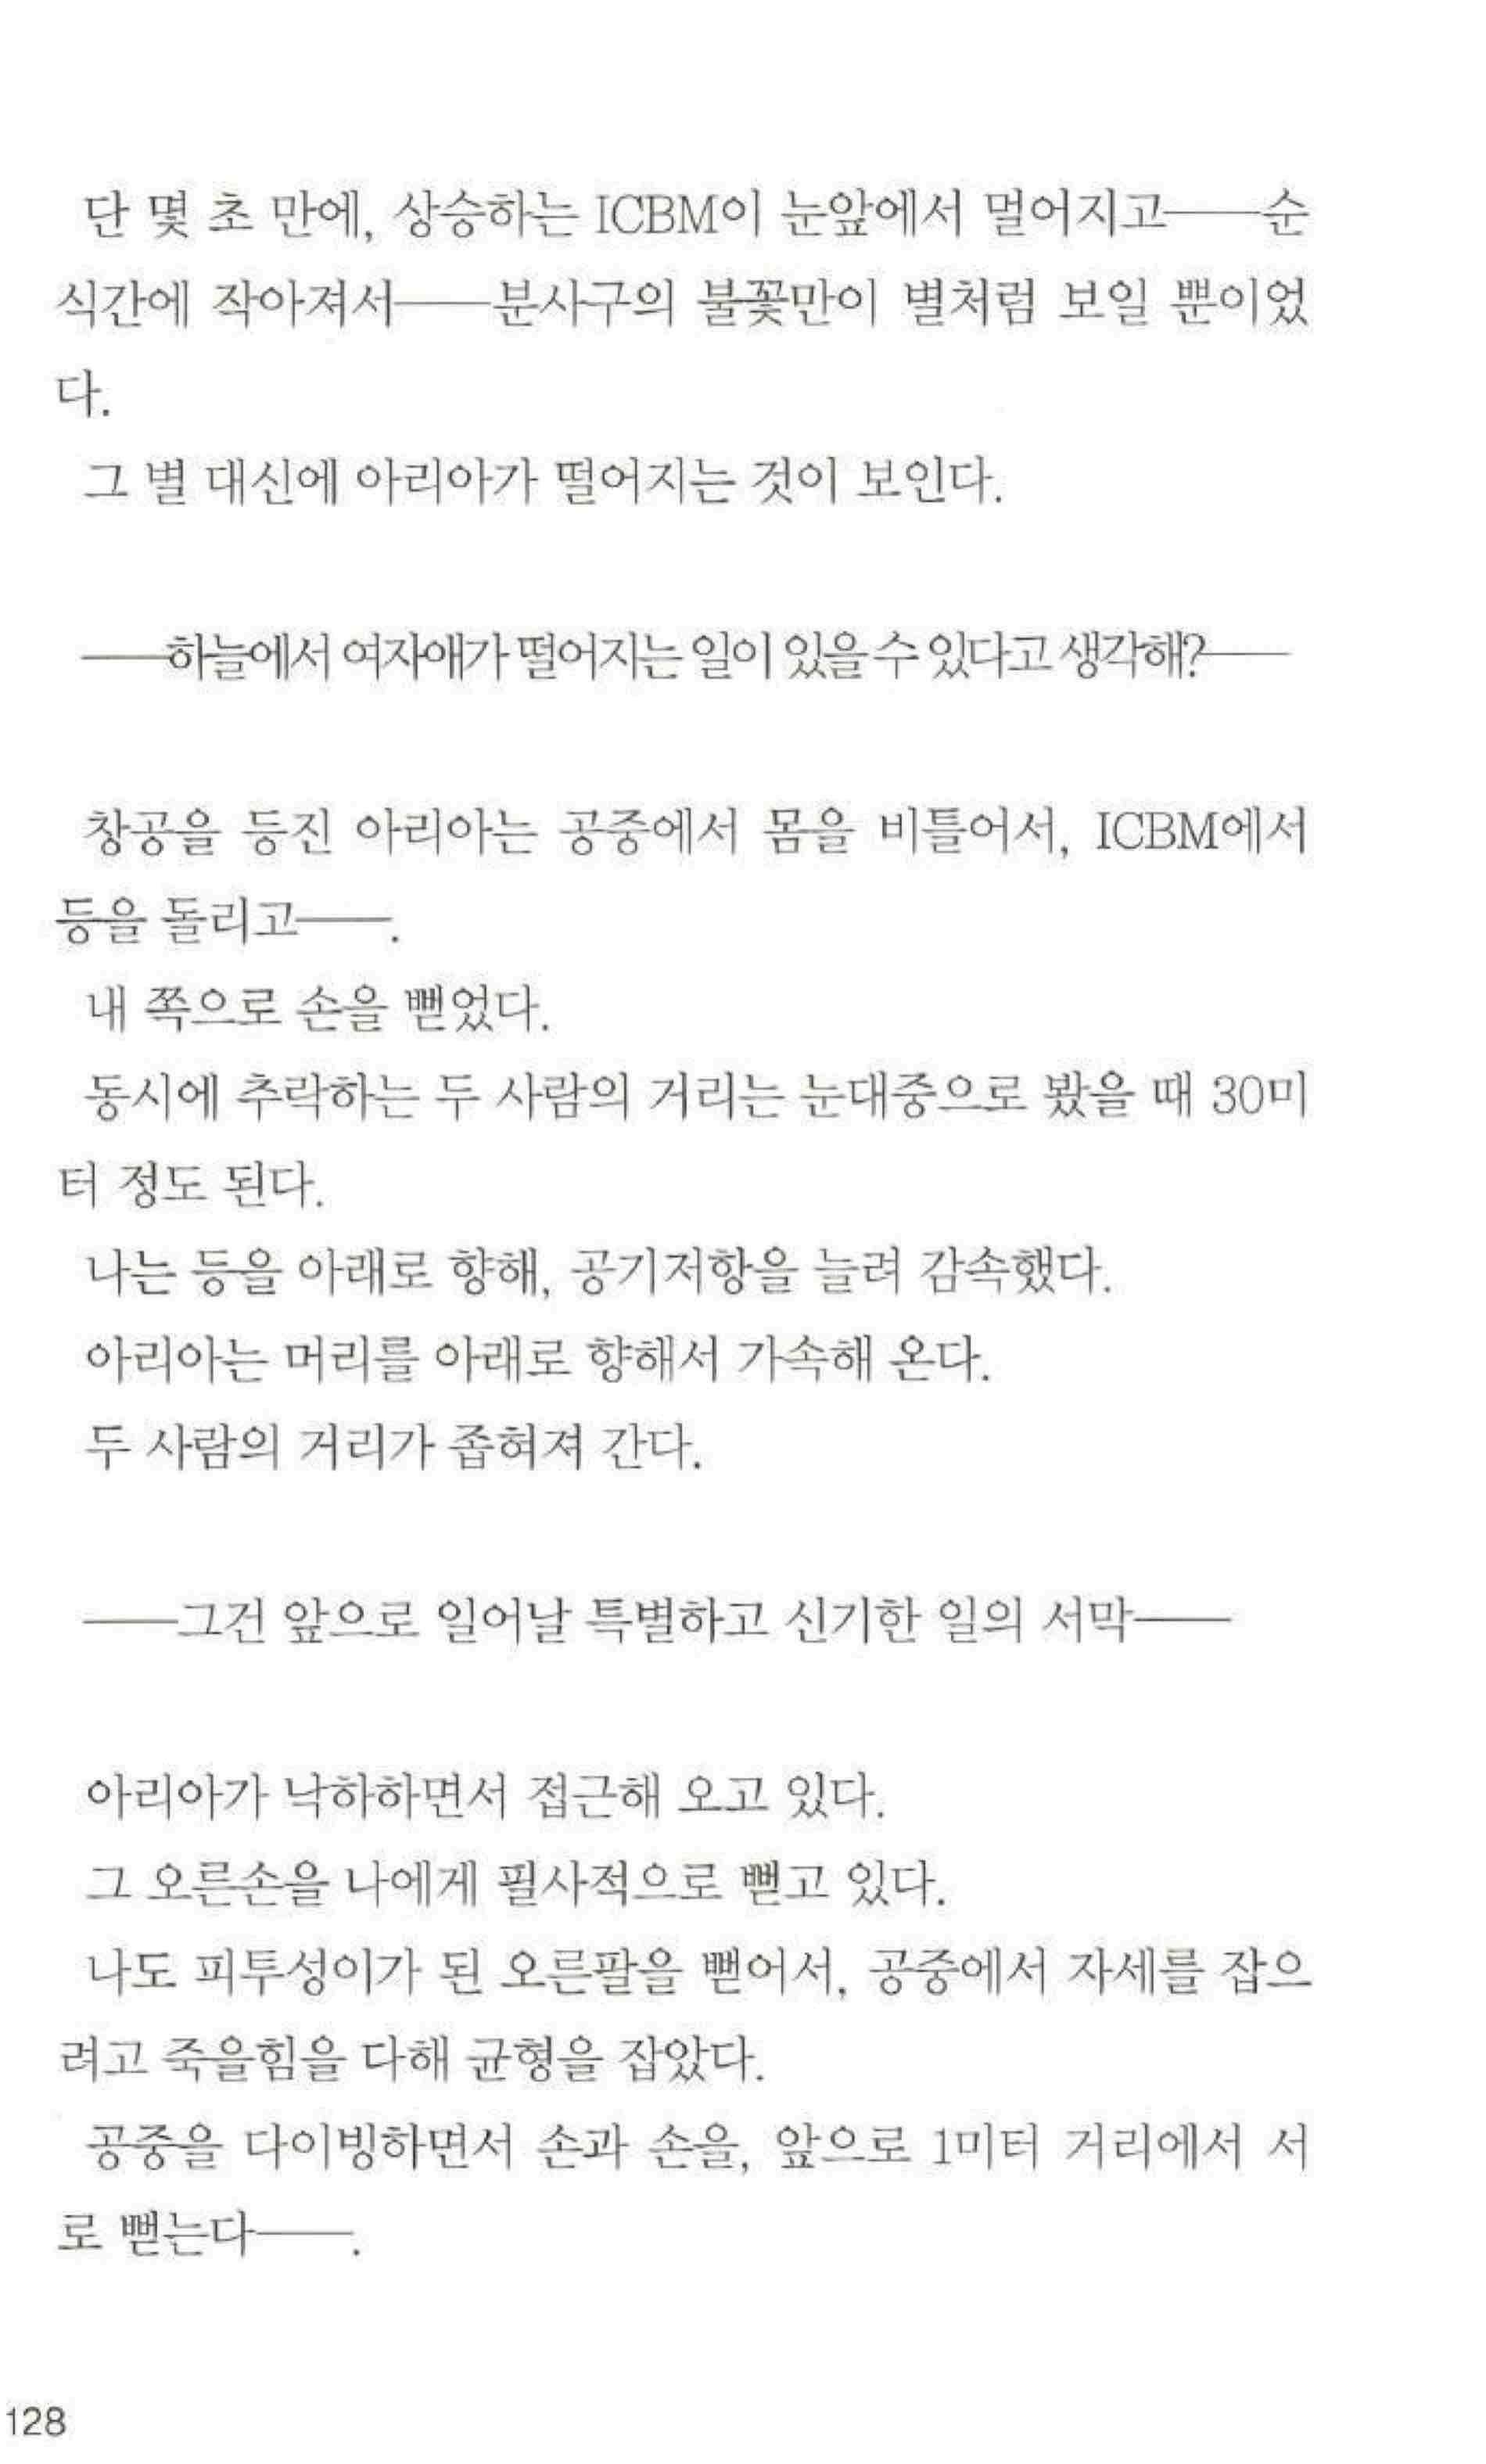 단 몇 초 만에, 상승하는 ICBM이 눈앞에서 멀어지고──순
식간에 작아져서──분사구의 불꽃만이 별처럼 보일 뿐이었
다.
그 별 대신에 아리아가 떨어지는 것이 보인다.
──하늘에서 여자애가 떨어지는 일이 있을 수 있다고 생각해?──
창공을 등진 아리아는 공중에서 몸을 비틀어서, ICBM에서
등을 돌리고──.
내 쪽으로 손을 뻗었다.
동시에 추락하는 두 사람의 거리는 눈대중으로 봤을 때 30미
터 정도 된다.
나는 등을 아래로 향해, 공기저항을 늘려 감속했다.
아리아는 머리를 아래로 향해서 가속해 온다.
두 사람의 거리가 좁혀져 간다.
──그건 앞으로 일어날 특별하고 신기한 일의 서막──
아리아가 낙하하면서 접근해 오고 있다.
그 오른손을 나에게 필사적으로 뻗고 있다.
나도 피투성이가 된 오른팔을 뻗어서, 공중에서 자세를 잡으
려고 죽을힘을 다해 균형을 잡았다.
공중을 다이빙하면서 손과 손을, 앞으로 1미터 거리에서 서
로 뻗는다──.
128